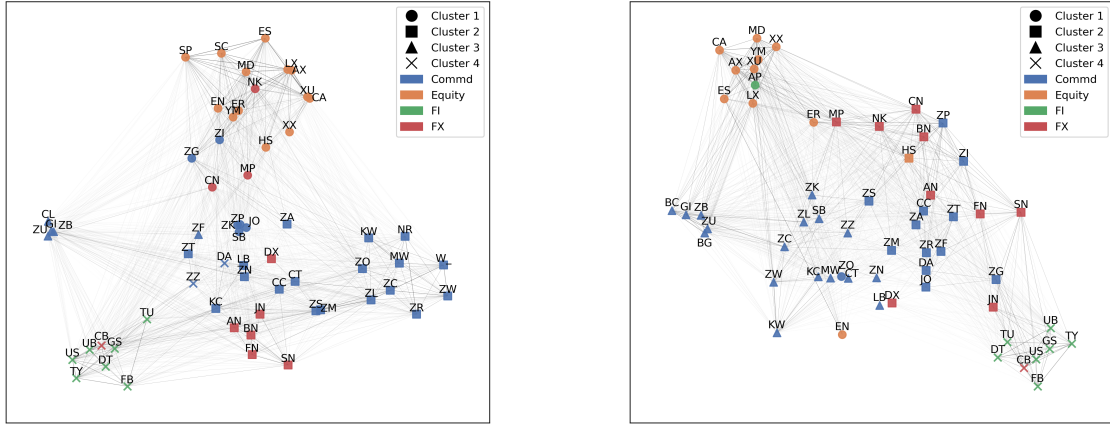 ES
SP SC
MD LX AX
NK
XU CA
EN ER
YM
XX
ZI
HS
ZG
MP
CN
CL
ZU GI ZB
ZF
ZP JO ZA
ZK
SB
KW NR
ZT
DA LB DX
ZN
ZO MW W
ZZ
CC CT
ZL ZC ZW
KC
ZS ZM
ZR
TU
JN
AN BN
CB
UB GS
FN
US
DT
SN
TY
FB
Cluster 1
Cluster 2
Cluster 3
Cluster 4
Commd
Equity
FI
FX
MD
CA XX
YM
AX XU
AP
ES LX
CN
ER MP NK ZP
BN
HS ZI
ZK AN
BC GI ZB
ZS
CC ZT FN SN
ZL SB
ZU
ZA
BG
ZZ
ZC
ZM ZR ZF
DA
ZW KC MW ZO CT ZN
JO
ZG
LB DX
JN
KW EN
UB
TU TY
GS
DT US
CB
FB
Cluster 1
Cluster 2
Cluster 3
Cluster 4
Commd
Equity
FI
FX